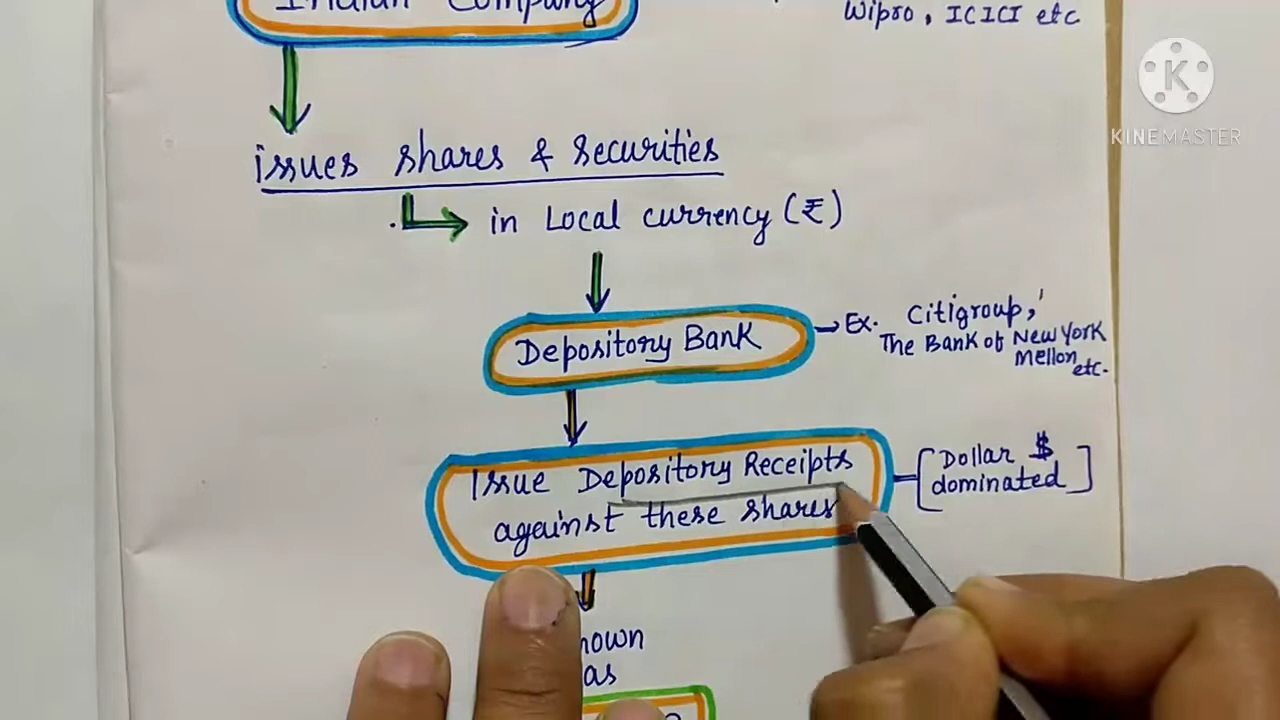 Indian Company
Wipro, ICICI etc
KINEMASTER
issues shares & securities
in Local currency (₹)
Depository Bank
Ex. Citigroup,
The Bank of New York
Mellon
etc.
Issue Depository Receipts
against these shares
Dollar $
dominated
as